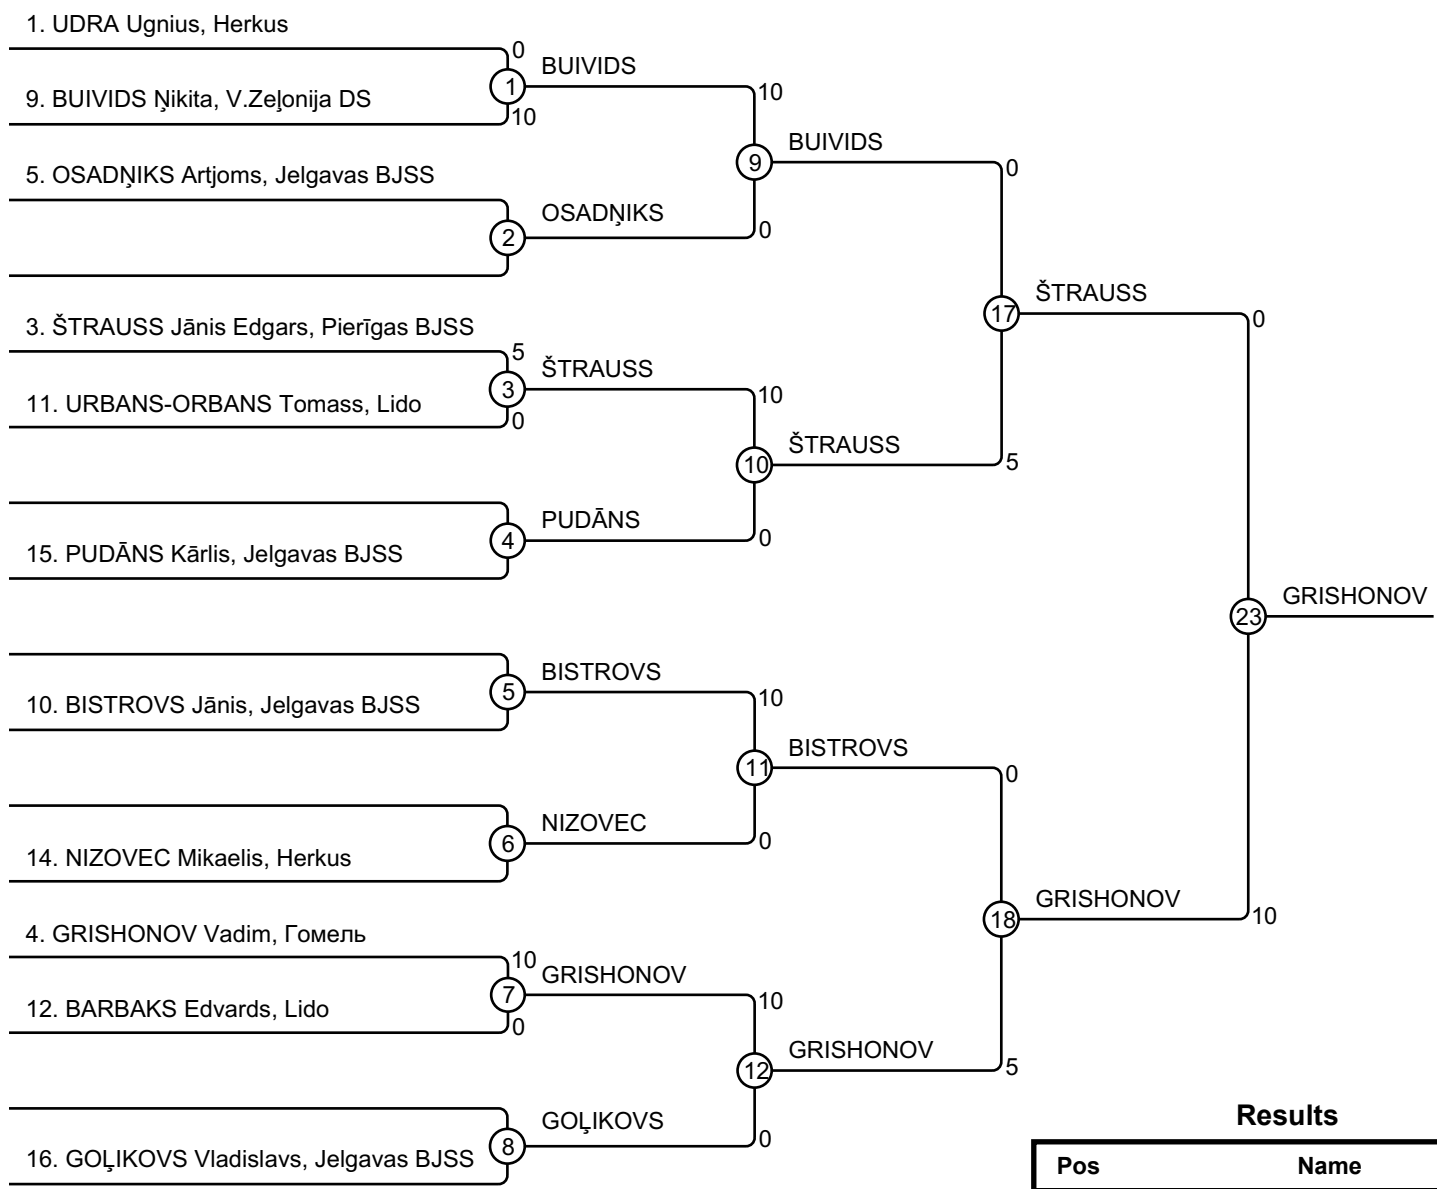 1. UDRA Ugnius, Herkus
0
BUIVIDS
1
10
9. BUIVIDS Ņikita, V.Zeļonija DS
10
BUIVIDS
9
0
5. OSADŅIKS Artjoms, Jelgavas BJSS
OSADŅIKS
0
2
ŠTRAUSS
17
0
3. ŠTRAUSS Jānis Edgars, Pierīgas BJSS
5
ŠTRAUSS
3
10
11. URBANS-ORBANS Tomass, Lido
0
ŠTRAUSS
10
5
PUDĀNS
0
4
15. PUDĀNS Kārlis, Jelgavas BJSS
GRISHONOV
23
BISTROVS
5
10
10. BISTROVS Jānis, Jelgavas BJSS
BISTROVS
11
0
NIZOVEC
0
6
14. NIZOVEC Mikaelis, Herkus
GRISHONOV
18
10
4. GRISHONOV Vadim, Гомель
10
GRISHONOV
7
10
12. BARBAKS Edvards, Lido
0
GRISHONOV
12
5
GOĻIKOVS
0
8
16. GOĻIKOVS Vladislavs, Jelgavas BJSS
Results
Pos Name